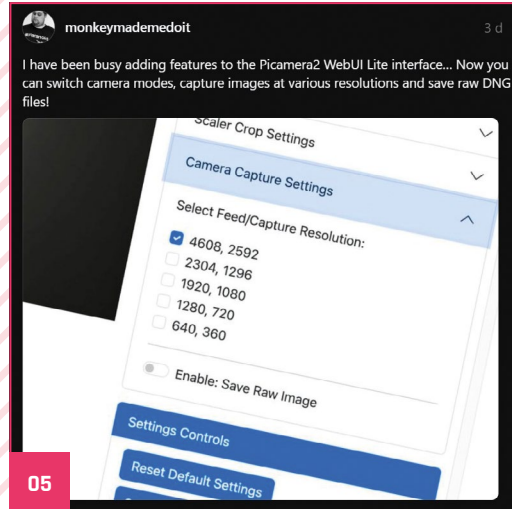 monkeymademedoit
3 d
I have been busy adding features to the Picamera2 WebUI Lite interface... Now you
can switch camera modes, capture images at various resolutions and save raw DNG
files!
Scaler Crop Settings
Camera Capture Settings
Select Feed/Capture Resolution:
4608, 2592
2304, 1296
1920, 1080
1280, 720
640, 360
Enable: Save Raw Image
Settings Controls
Reset Default Settings
05